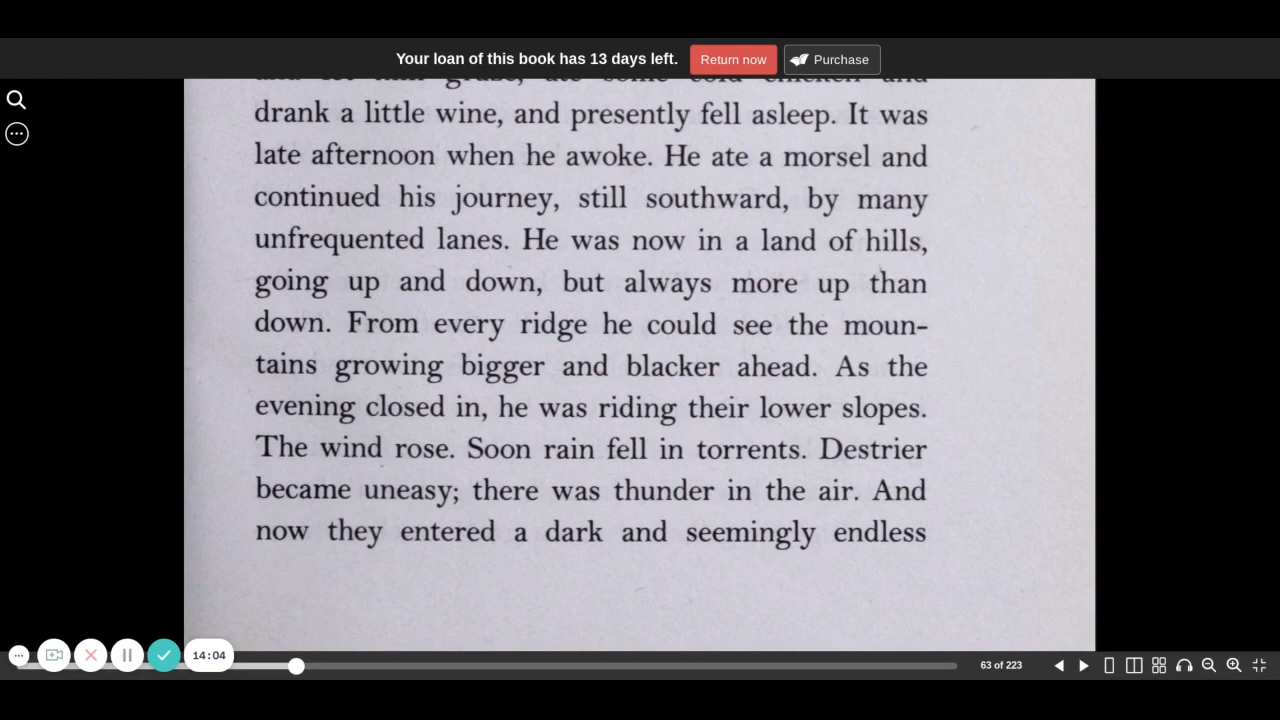 Your loan of this book has 13 days left. Return now Purchase
drank a little wine, and presently fell asleep. It was
late afternoon when he awoke. He ate a morsel and
continued his journey, still southward, by many
unfrequented lanes. He was now in a land of hills,
going up and down, but always more up than
down. From every ridge he could see the moun-
tains growing bigger and blacker ahead. As the
evening closed in, he was riding their lower slopes.
The wind rose. Soon rain fell in torrents. Destrier
became uneasy; there was thunder in the air. And
now they entered a dark and seemingly endless
14:04
63 of 223